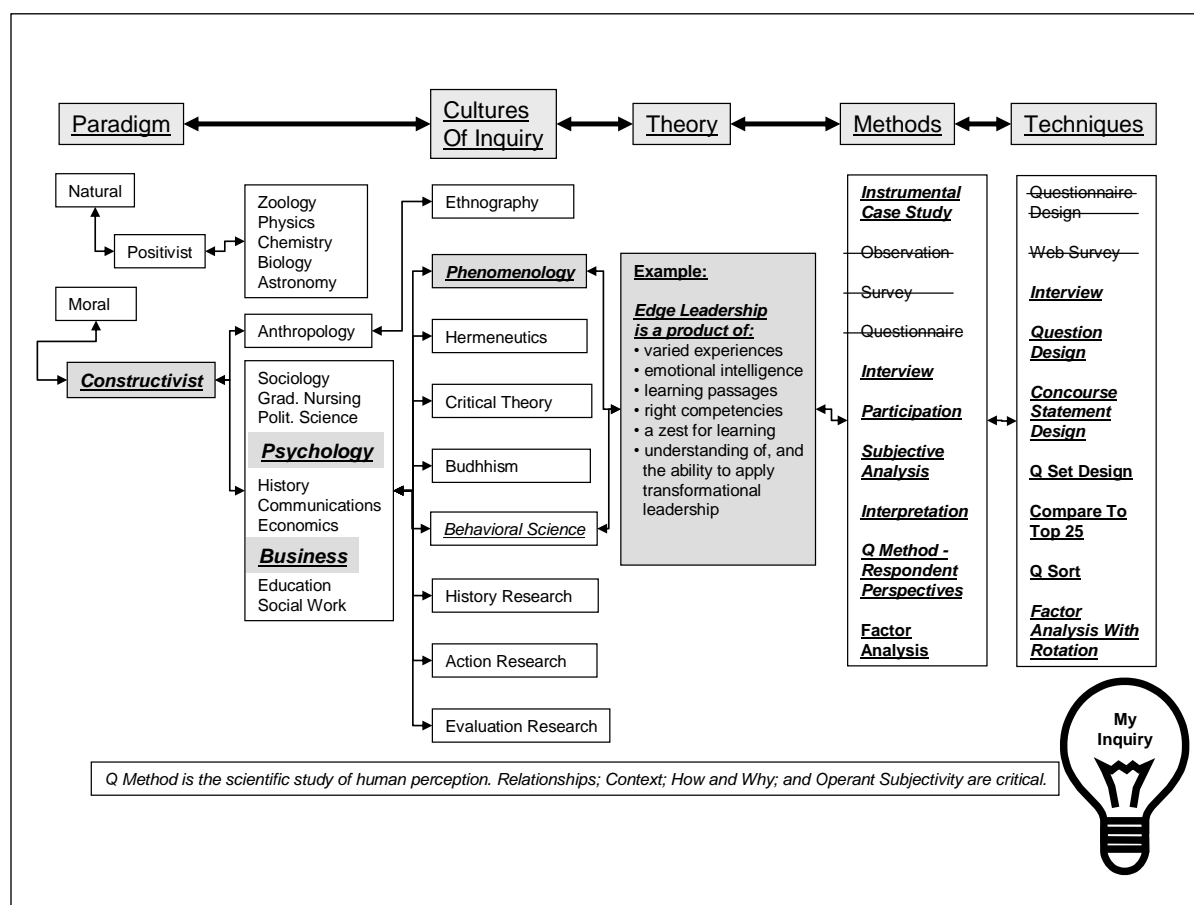 Paradigm
Cultures
Of Inquiry
Theory
Methods
Techniques
Natural
Positivist
Moral
Constructivist
Zoology
Physics
Chemistry
Biology
Astronomy
Anthropology
Sociology
Grad. Nursing
Polit. Science
Psychology
History
Communications
Economics
Business
Education
Social Work
Ethnography
Phenomenology
Hermeneutics
Critical Theory
Budhhism
Behavioral Science
History Research
Action Research
Evaluation Research
Example:
Edge Leadership
is a product of:
• varied experiences
• emotional intelligence
• learning passages
• right competencies
• a zest for learning
• understanding of, and
the ability to apply
transformational
leadership
Instrumental
Case Study
Observation
Survey
Questionnaire
Interview
Participation
Subjective
Analysis
Interpretation
Q Method -
Respondent
Perspectives
Factor
Analysis
Questionnaire
Design
Web Survey
Interview
Question
Design
Concourse
Statement
Design
Q Set Design
Compare To
Top 25
Q Sort
Factor
Analysis With
Rotation
My
Inquiry
Q Method is the scientific study of human perception. Relationships; Context; How and Why; and Operant Subjectivity are critical.